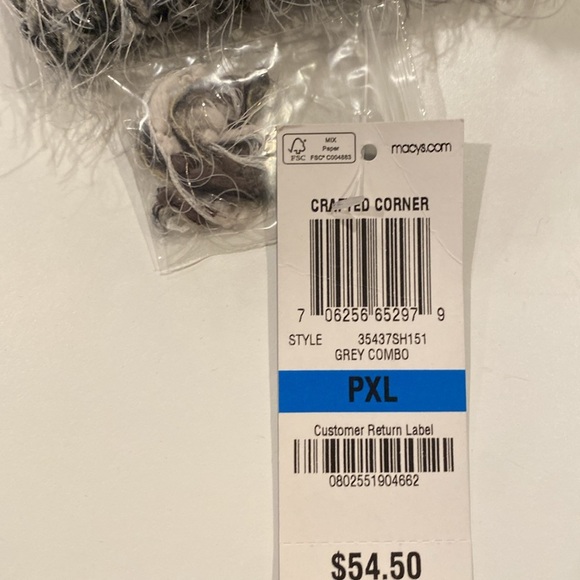 FSC
MIX
Paper
FSC® C004663
macys.com
CRAFTED CORNER
7 06256 65297 9
STYLE 35437SH151
GREY COMBO
PXL
Customer Return Label
0802551904662
$54.50